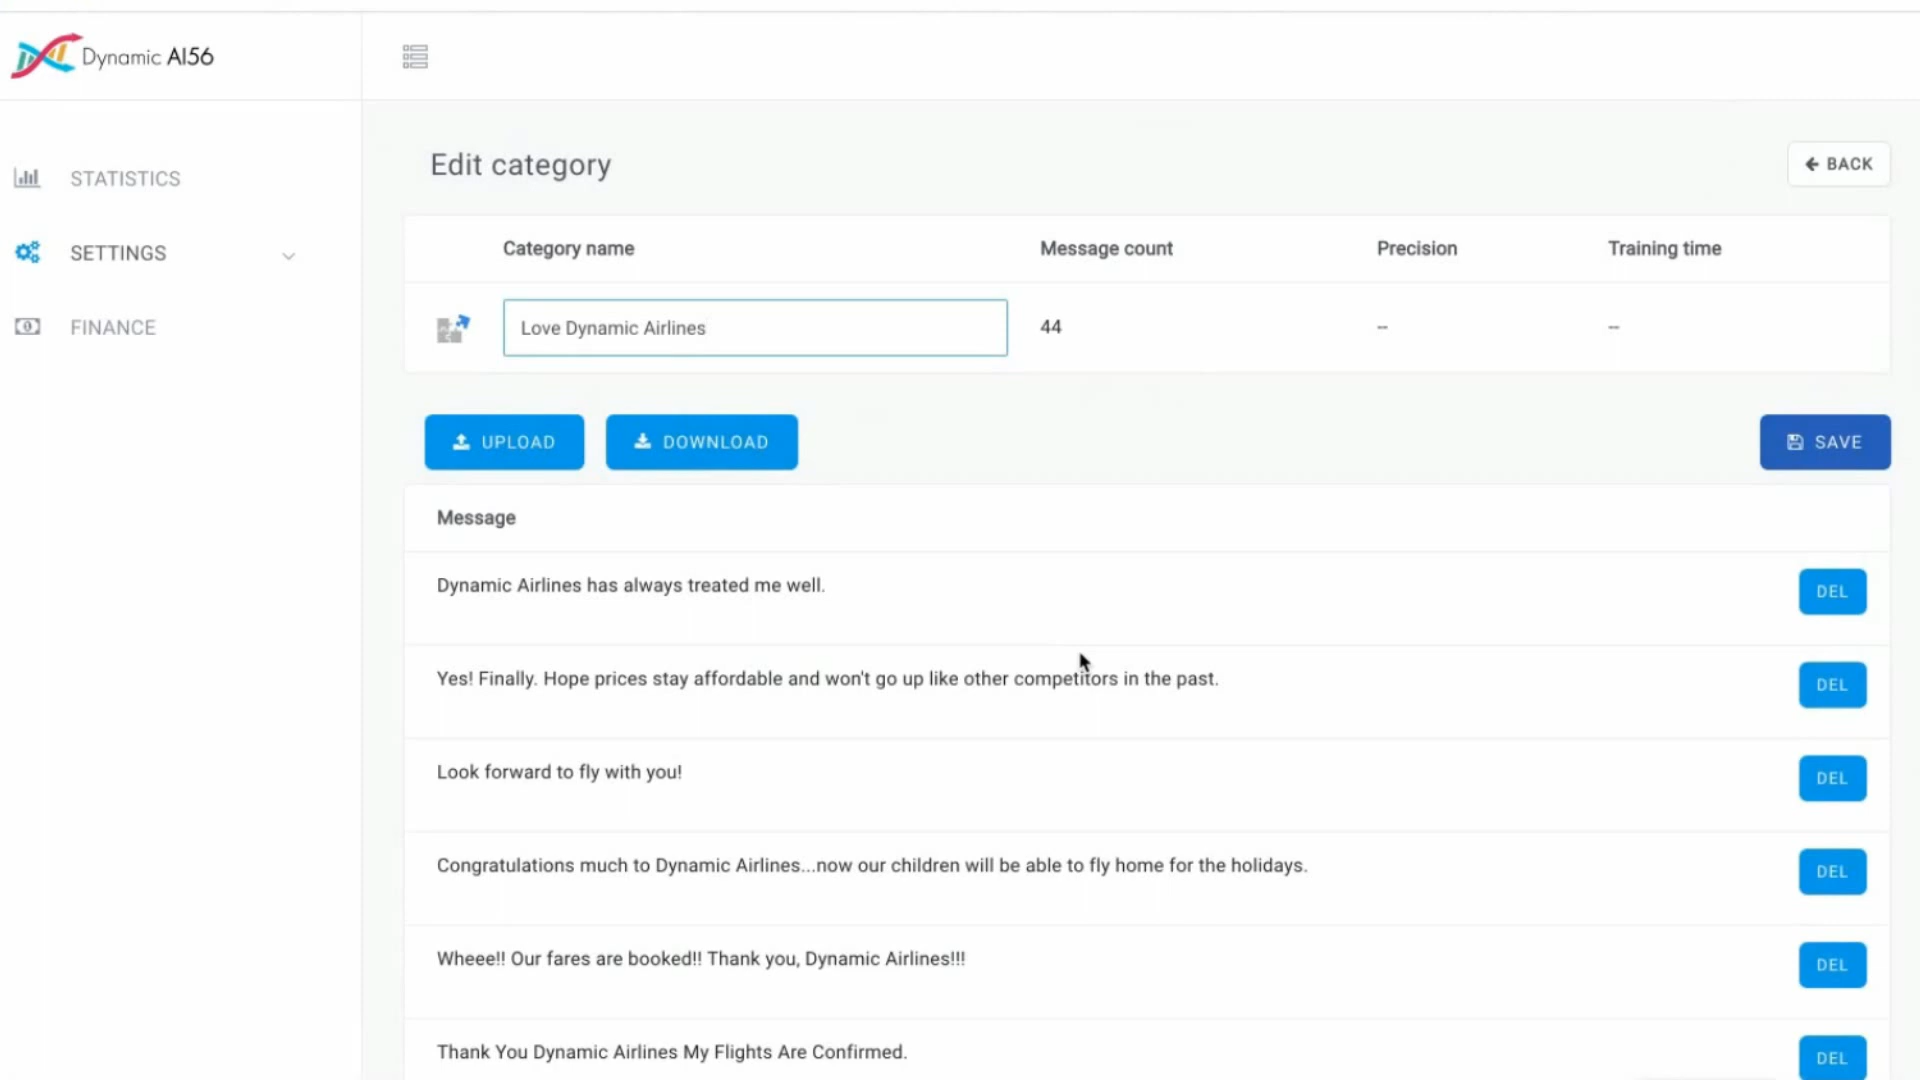 Dynamic AI56
STATISTICS
SETTINGS
FINANCE
Edit category
BACK
Category name Message count Precision Training time
Love Dynamic Airlines 44 -- --
UPLOAD DOWNLOAD SAVE
Message
Dynamic Airlines has always treated me well. DEL
Yes! Finally. Hope prices stay affordable and won't go up like other competitors in the past. DEL
Look forward to fly with you! DEL
Congratulations much to Dynamic Airlines...now our children will be able to fly home for the holidays. DEL
Wheee!! Our fares are booked!! Thank you, Dynamic Airlines!!! DEL
Thank You Dynamic Airlines My Flights Are Confirmed. DEL